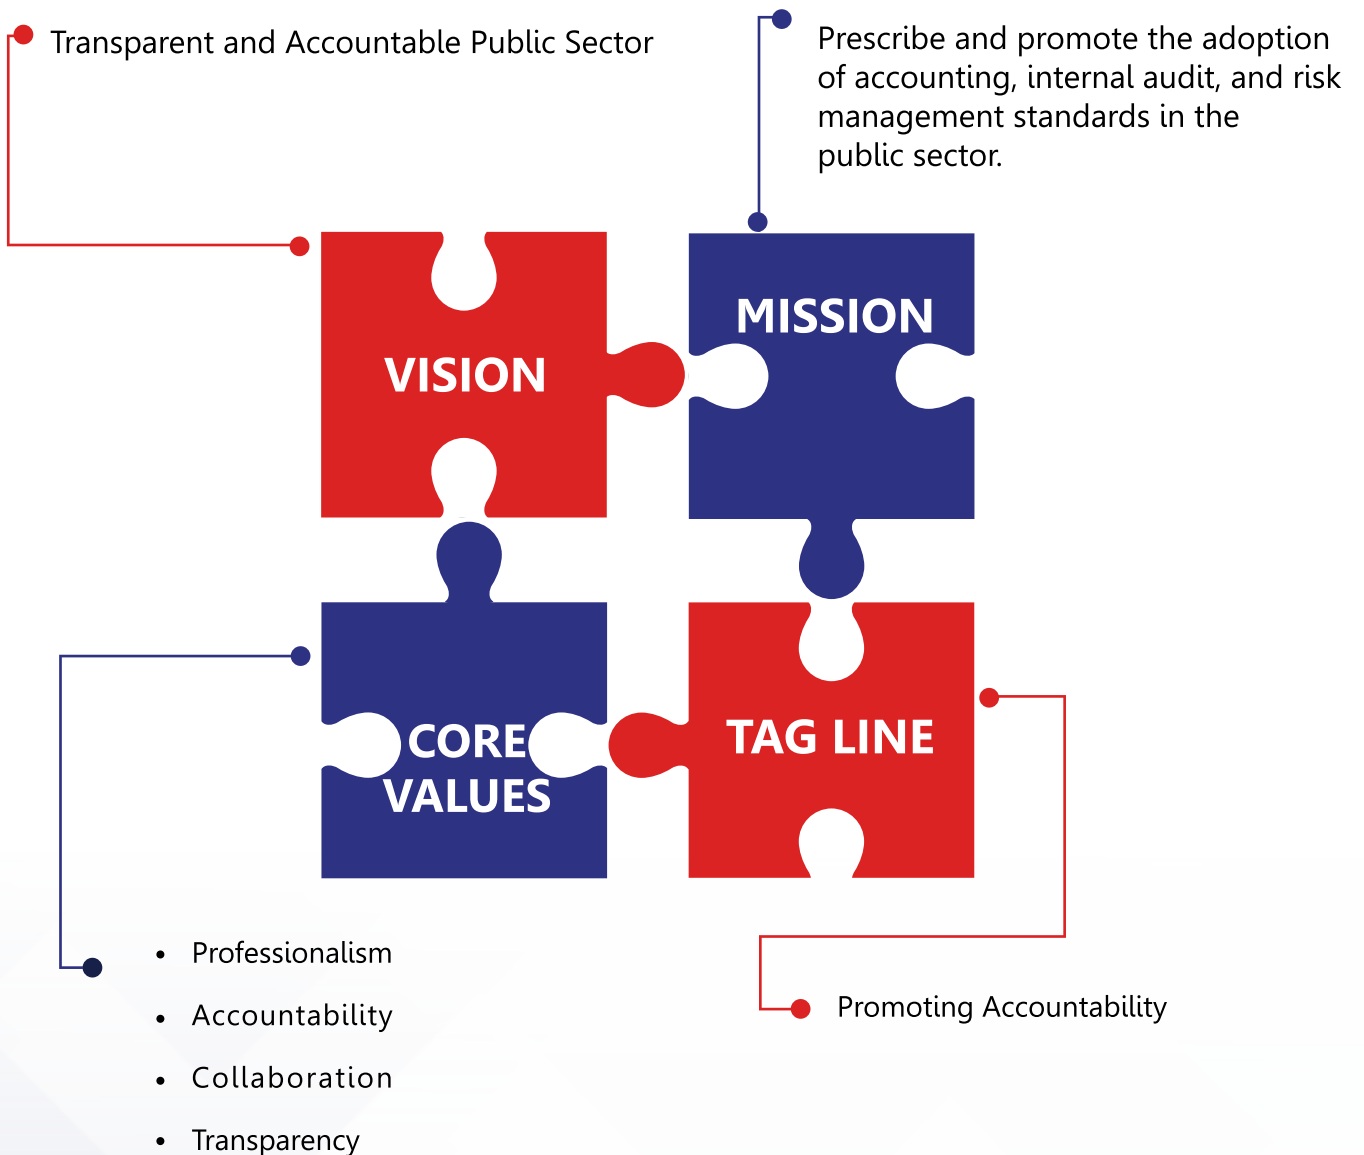 Transparent and Accountable Public Sector
Prescribe and promote the adoption
of accounting, internal audit, and risk
management standards in the
public sector.
VISION
MISSION
CORE
VALUES
TAG LINE
• Professionalism
• Accountability
• Collaboration
• Transparency
Promoting Accountability